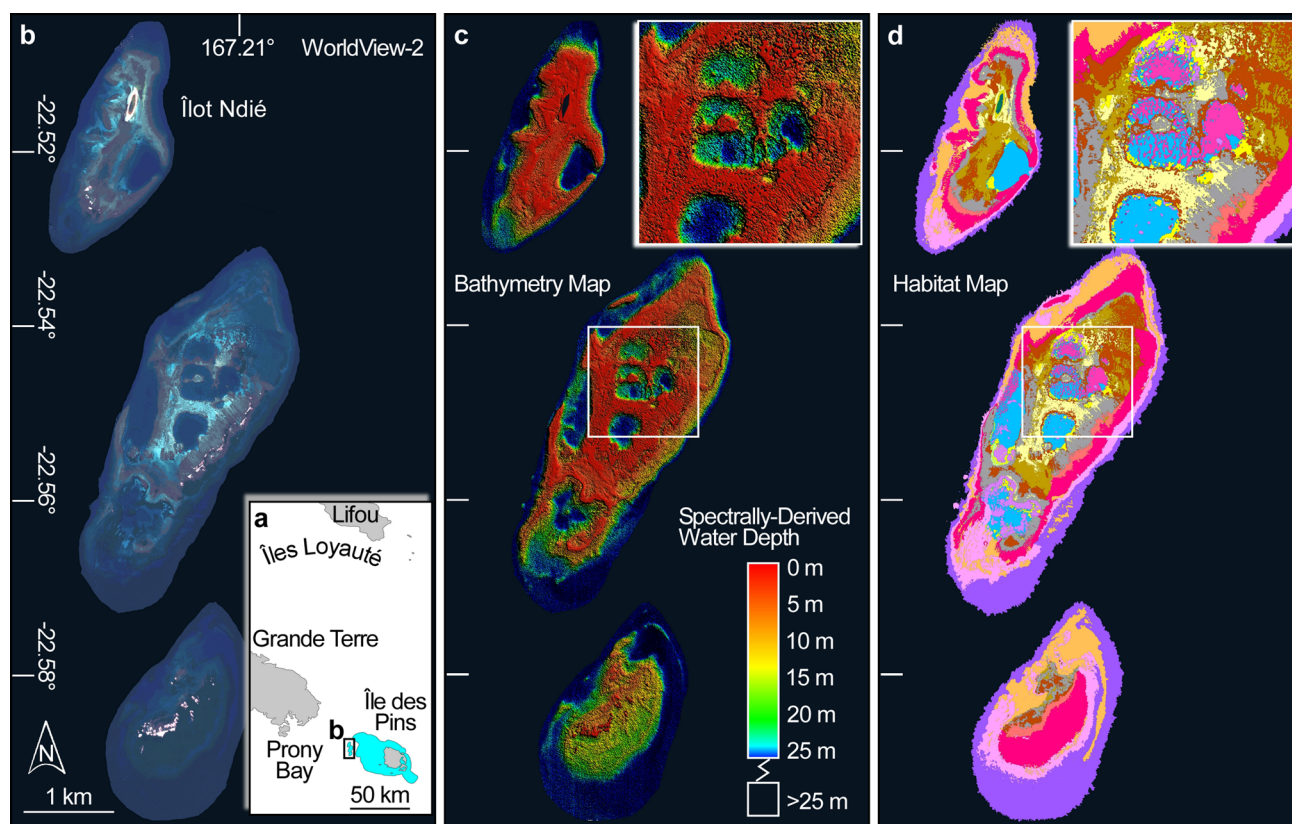 b
167.21° WorldView-2
Îlot Ndié
-22.52°
-22.54°
-22.56°
-22.58°
N
1 km
a
Lifou
Îles Loyauté
Grande Terre
Île des
Pins
b
Prony
Bay
50 km
c
Bathymetry Map
Spectrally-Derived
Water Depth
0 m
5 m
10 m
15 m
20 m
25 m
>25 m
d
Habitat Map